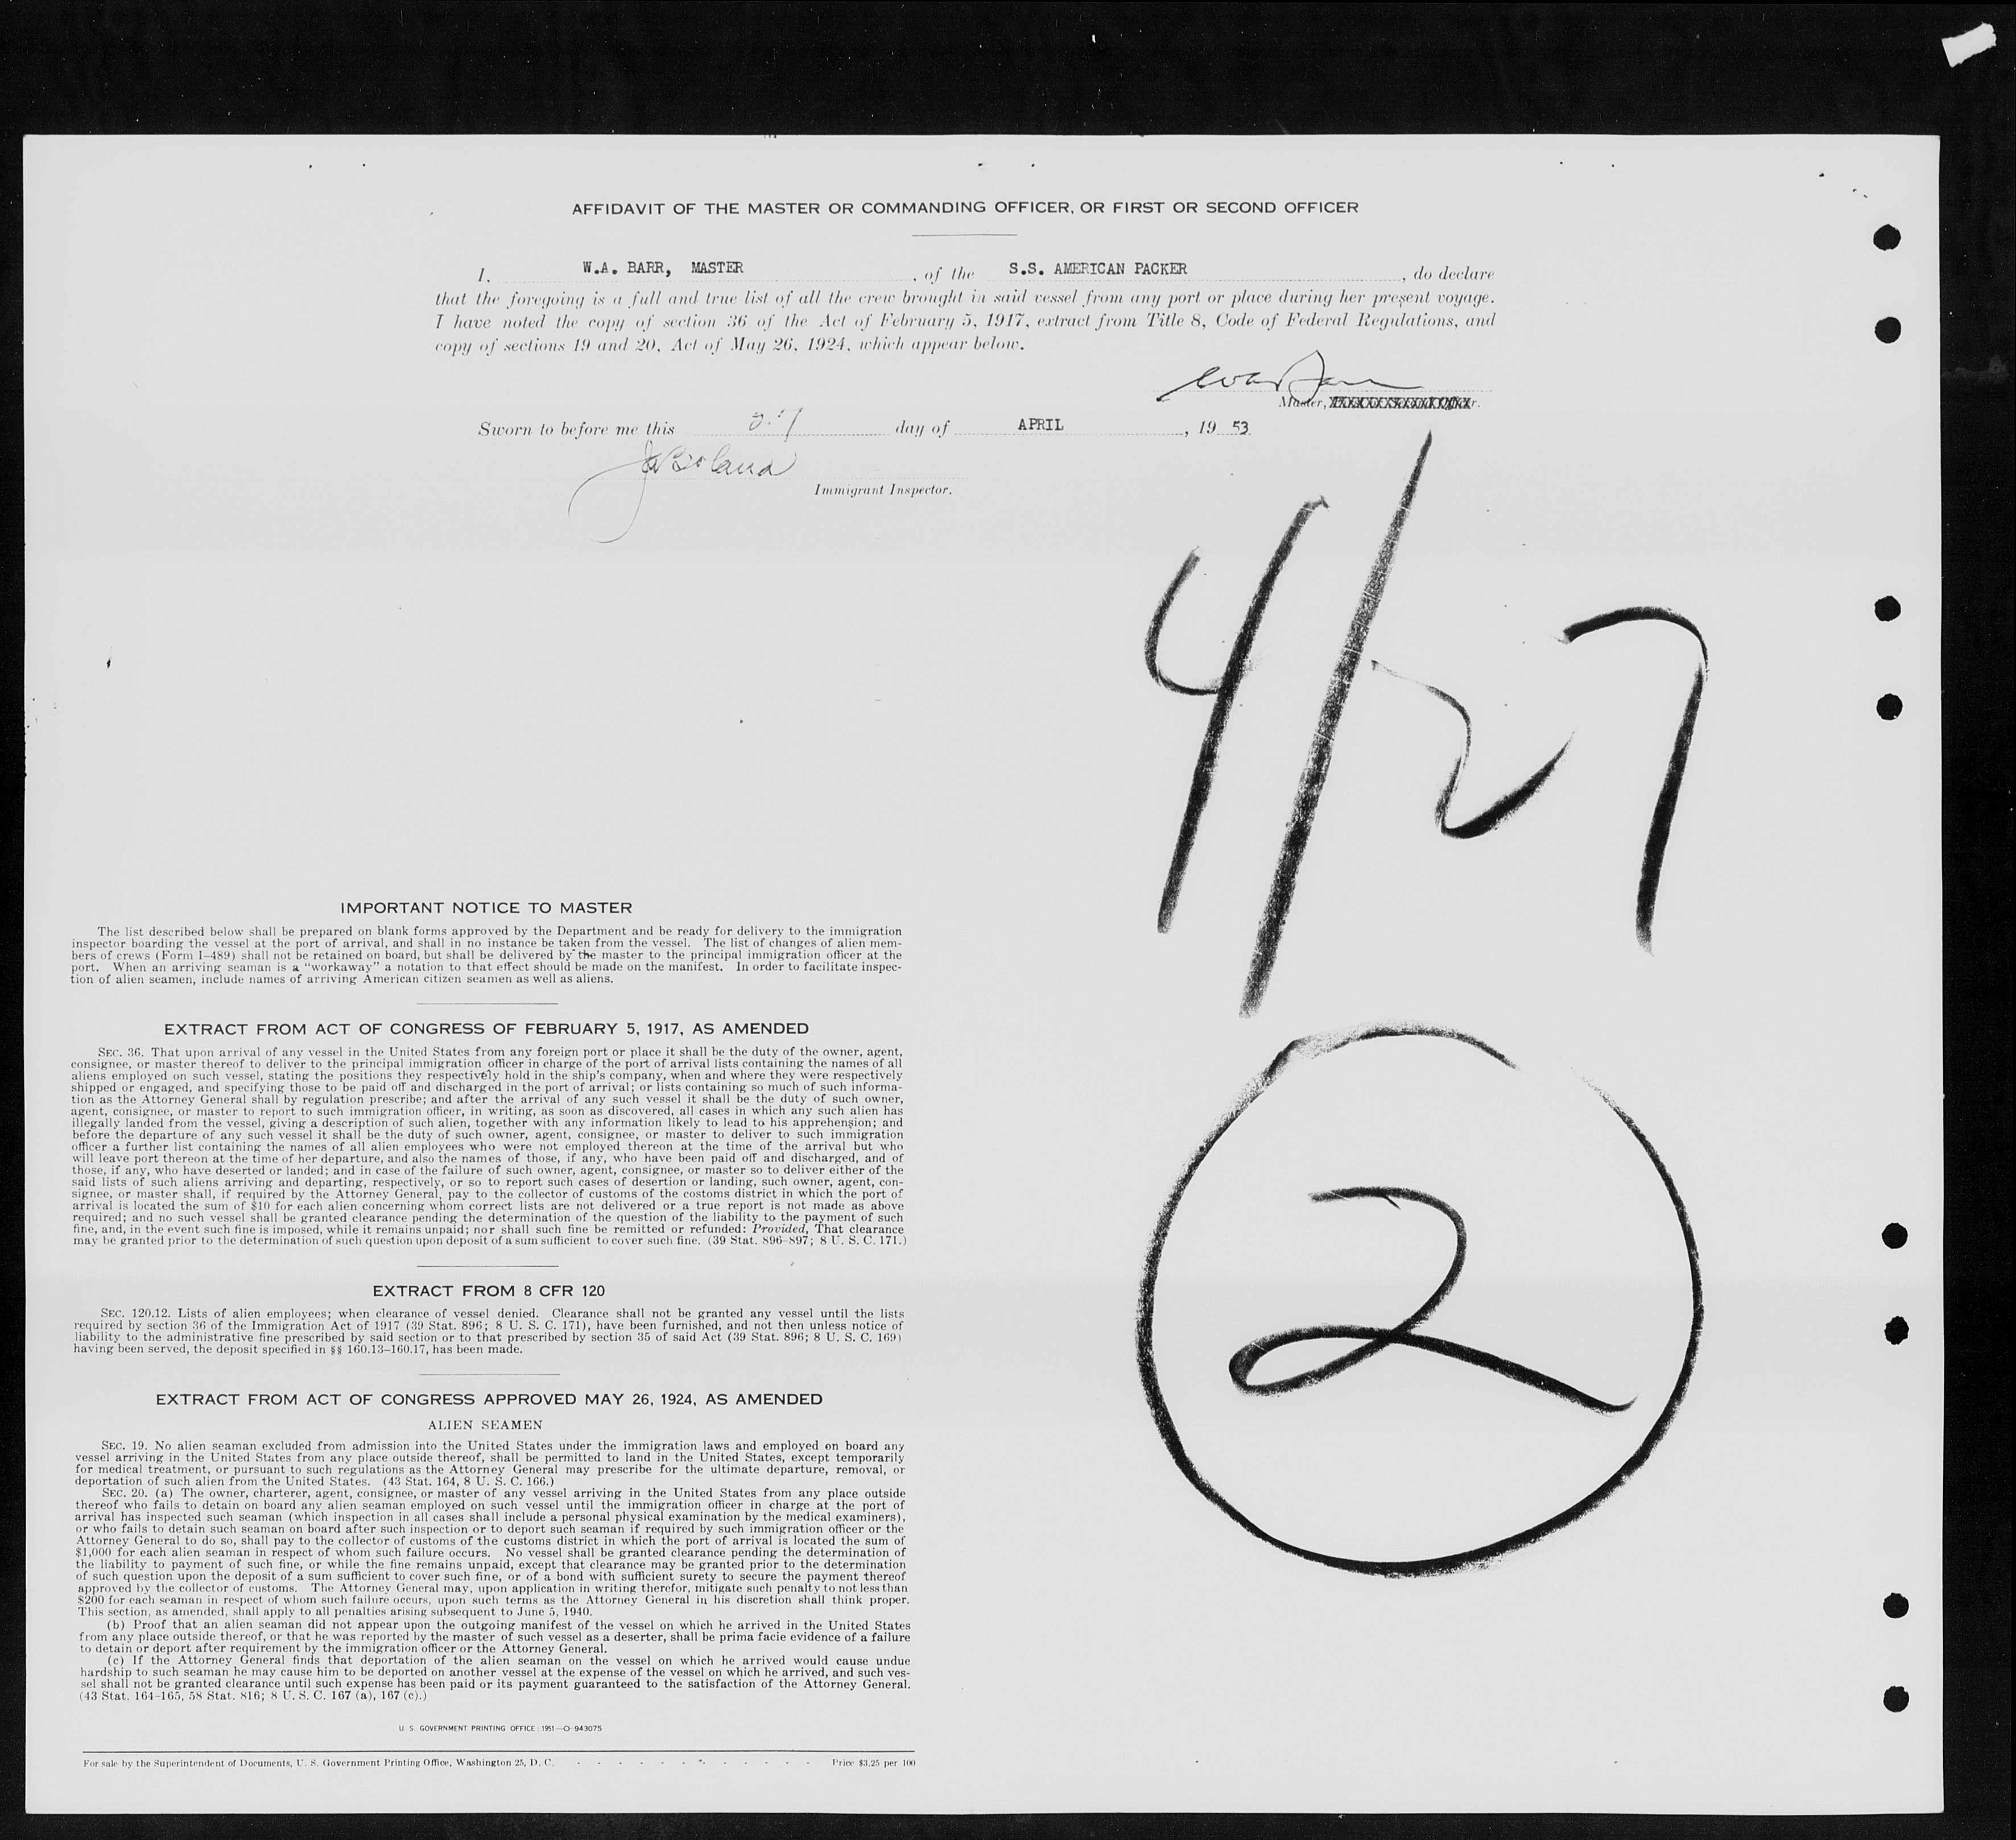 AFFIDAVIT OF THE MASTER OR COMMANDING OFFICER, OR FIRST OR SECOND OFFICER
I, W.A. BARR, MASTER, of the S.S. AMERICAN PACKER, do declare
that the foregoing is a full and true list of all the crew brought in said vessel from any port or place during her present voyage.
I have noted the copy of section 36 of the Act of February 5, 1917, extract from Title 8, Code of Federal Regulations, and
copy of sections 19 and 20, Act of May 26, 1924, which appear below.
Master,
Sworn to before me this 27 day of APRIL, 19 53
Immigrant Inspector.
4/27
2
IMPORTANT NOTICE TO MASTER
The list described below shall be prepared on blank forms approved by the Department and be ready for delivery to the immigration
inspector boarding the vessel at the port of arrival, and shall in no instance be taken from the vessel. The list of changes of alien mem-
bers of crews (Form I-489) shall not be retained on board, but shall be delivered by the master to the principal immigration officer at the
port. When an arriving seaman is a "workaway" a notation to that effect should be made on the manifest. In order to facilitate inspec-
tion of alien seamen, include names of arriving American citizen seamen as well as aliens.
EXTRACT FROM ACT OF CONGRESS OF FEBRUARY 5, 1917, AS AMENDED
SEC. 36. That upon arrival of any vessel in the United States from any foreign port or place it shall be the duty of the owner, agent,
consignee, or master thereof to deliver to the principal immigration officer in charge of the port of arrival lists containing the names of all
aliens employed on such vessel, stating the positions they respectively hold in the ship's company, when and where they were respectively
shipped or engaged, and specifying those to be paid off and discharged in the port of arrival; or lists containing so much of such informa-
tion as the Attorney General shall by regulation prescribe; and after the arrival of any such vessel it shall be the duty of such owner,
agent, consignee, or master to report to such immigration officer, in writing, as soon as discovered, all cases in which any such alien has
illegally landed from the vessel, giving a description of such alien, together with any information likely to lead to his apprehension; and
before the departure of any such vessel it shall be the duty of such owner, agent, consignee, or master to deliver to such immigration
officer a further list containing the names of all alien employees who were not employed thereon at the time of the arrival but who
will leave port thereon at the time of her departure, and also the names of those, if any, who have been paid off and discharged, and of
those, if any, who have deserted or landed; and in case of the failure of such owner, agent, consignee, or master so to deliver either of the
said lists of such aliens arriving and departing, respectively, or so to report such cases of desertion or landing, such owner, agent, con-
signee, or master shall, if required by the Attorney General, pay to the collector of customs of the costoms district in which the port of
arrival is located the sum of $10 for each alien concerning whom correct lists are not delivered or a true report is not made as above
required; and no such vessel shall be granted clearance pending the determination of the question of the liability to the payment of such
fine, and, in the event such fine is imposed, while it remains unpaid; nor shall such fine be remitted or refunded: Provided, That clearance
may be granted prior to the determination of such question upon deposit of a sum sufficient to cover such fine. (39 Stat. 896-897; 8 U. S. C. 171.)
EXTRACT FROM 8 CFR 120
SEC. 120.12. Lists of alien employees; when clearance of vessel denied. Clearance shall not be granted any vessel until the lists
required by section 36 of the Immigration Act of 1917 (39 Stat. 896; 8 U. S. C. 171), have been furnished, and not then unless notice of
liability to the administrative fine prescribed by said section or to that prescribed by section 35 of said Act (39 Stat. 896; 8 U. S. C. 169)
having been served, the deposit specified in §§ 160.13-160.17, has been made.
EXTRACT FROM ACT OF CONGRESS APPROVED MAY 26, 1924, AS AMENDED
ALIEN SEAMEN
SEC. 19. No alien seaman excluded from admission into the United States under the immigration laws and employed on board any
vessel arriving in the United States from any place outside thereof, shall be permitted to land in the United States, except temporarily
for medical treatment, or pursuant to such regulations as the Attorney General may prescribe for the ultimate departure, removal, or
deportation of such alien from the United States. (43 Stat. 164, 8 U. S. C. 166.)
SEC. 20. (a) The owner, charterer, agent, consignee, or master of any vessel arriving in the United States from any place outside
thereof who fails to detain on board any alien seaman employed on such vessel until the immigration officer in charge at the port of
arrival has inspected such seaman (which inspection in all cases shall include a personal physical examination by the medical examiners),
or who fails to detain such seaman on board after such inspection or to deport such seaman if required by such immigration officer or the
Attorney General to do so, shall pay to the collector of customs of the customs district in which the port of arrival is located the sum of
$1,000 for each alien seaman in respect of whom such failure occurs. No vessel shall be granted clearance pending the determination of
the liability to payment of such fine, or while the fine remains unpaid, except that clearance may be granted prior to the determination
of such question upon the deposit of a sum sufficient to cover such fine, or of a bond with sufficient surety to secure the payment thereof
approved by the collector of customs. The Attorney General may, upon application in writing therefor, mitigate such penalty to not less than
$200 for each seaman in respect of whom such failure occurs, upon such terms as the Attorney General in his discretion shall think proper.
This section, as amended, shall apply to all penalties arising subsequent to June 5, 1940.
(b) Proof that an alien seaman did not appear upon the outgoing manifest of the vessel on which he arrived in the United States
from any place outside thereof, or that he was reported by the master of such vessel as a deserter, shall be prima facie evidence of a failure
to detain or deport after requirement by the immigration officer or the Attorney General.
(c) If the Attorney General finds that deportation of the alien seaman on the vessel on which he arrived would cause undue
hardship to such seaman he may cause him to be deported on another vessel at the expense of the vessel on which he arrived, and such ves-
sel shall not be granted clearance until such expense has been paid or its payment guaranteed to the satisfaction of the Attorney General.
(43 Stat. 164-165, 58 Stat. 816; 8 U. S. C. 167 (a), 167 (c).)
U. S. GOVERNMENT PRINTING OFFICE : 1951—O-943075
For sale by the Superintendent of Documents, U. S. Government Printing Office, Washington 25, D. C. - - - - - - - - - - - Price $3.25 per 100